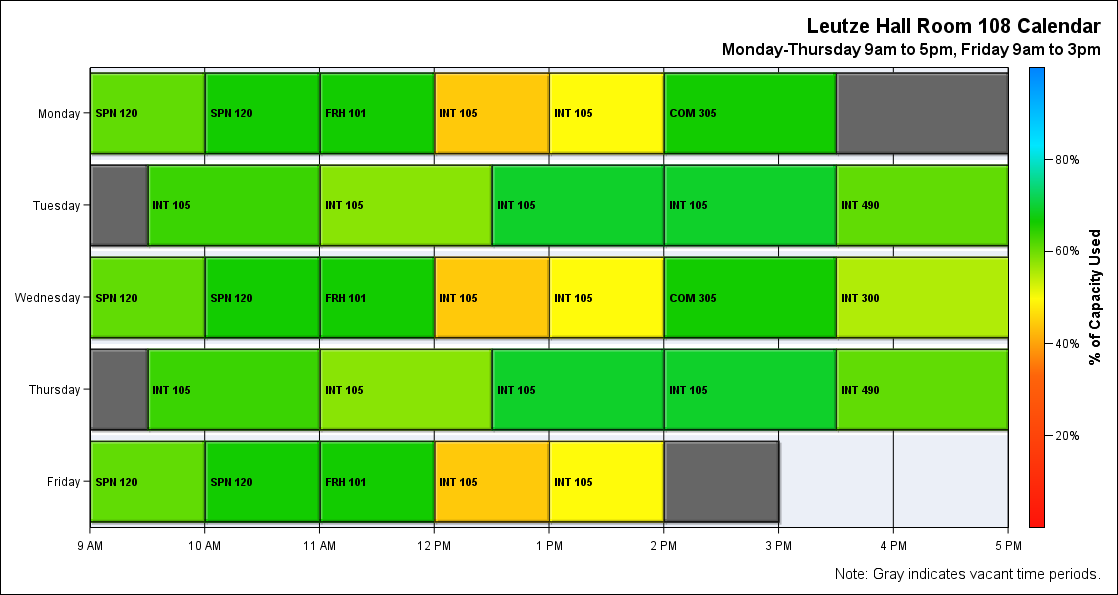 Leutze Hall Room 108 Calendar
Monday-Thursday 9am to 5pm, Friday 9am to 3pm
Monday
SPN 120
SPN 120
FRH 101
INT 105
INT 105
COM 305
Tuesday
INT 105
INT 105
INT 105
INT 105
INT 490
Wednesday
SPN 120
SPN 120
FRH 101
INT 105
INT 105
COM 305
INT 300
Thursday
INT 105
INT 105
INT 105
INT 105
INT 490
Friday
SPN 120
SPN 120
FRH 101
INT 105
INT 105
9 AM
10 AM
11 AM
12 PM
1 PM
2 PM
3 PM
4 PM
5 PM
80%
60%
40%
20%
% of Capacity Used
Note: Gray indicates vacant time periods.